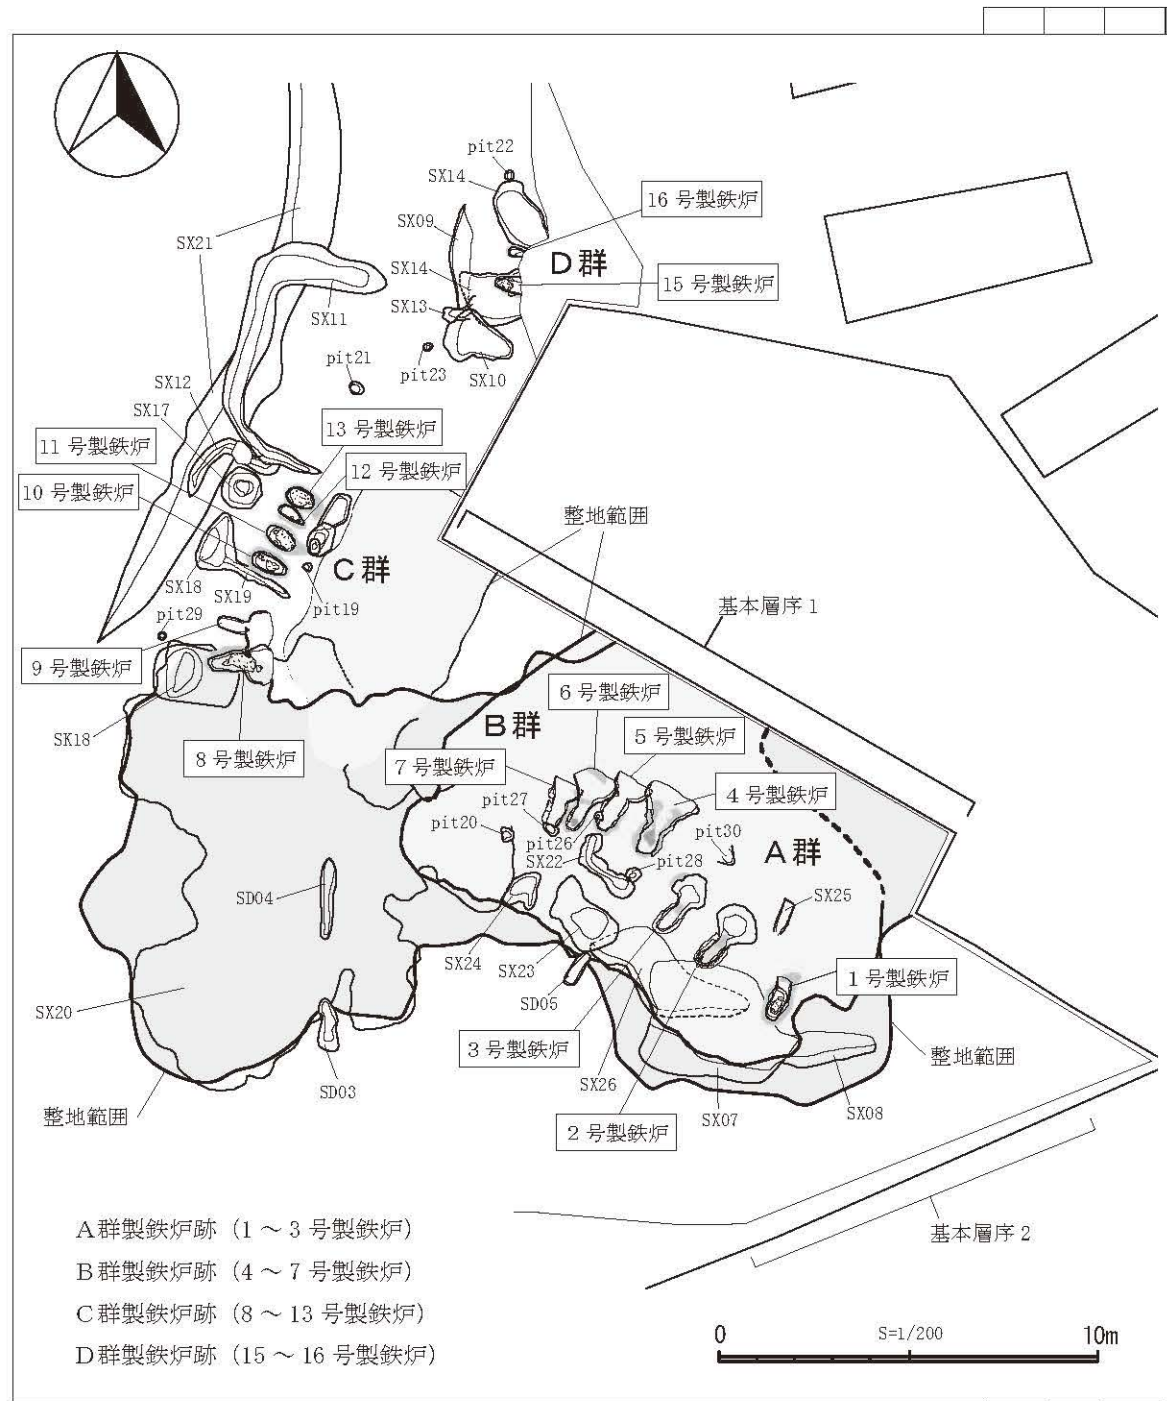 pit22
SX14
16 号製鉄炉
SX09
D群
SX21
SX14
15 号製鉄炉
SX13
SX11
pit21
pit23
SX10
SX12
SX17
13 号製鉄炉
11 号製鉄炉
12 号製鉄炉
10 号製鉄炉
整地範囲
C群
SX18
SX19
pit19
基本層序 1
pit29
9 号製鉄炉
6 号製鉄炉
B群
5 号製鉄炉
SK18
8 号製鉄炉
7 号製鉄炉
4 号製鉄炉
pit27
pit20
pit26
pit30
SX22
A群
pit28
SD04
SX25
SX24
SX23
1 号製鉄炉
SD05
SX20
3 号製鉄炉
整地範囲
SX26
SD03
整地範囲
SX07
SX08
2 号製鉄炉
A群製鉄炉跡（1 ～ 3 号製鉄炉）
基本層序 2
B群製鉄炉跡（4 ～ 7 号製鉄炉）
C群製鉄炉跡（8 ～ 13 号製鉄炉）
D群製鉄炉跡（15 ～ 16 号製鉄炉）
0 S=1/200 10m